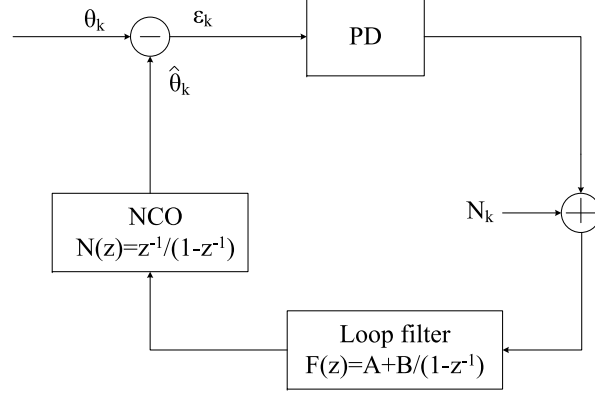 θk
εk
PD
θ̂k
NCO
N(z)=z⁻¹/(1-z⁻¹)
Nk
Loop filter
F(z)=A+B/(1-z⁻¹)